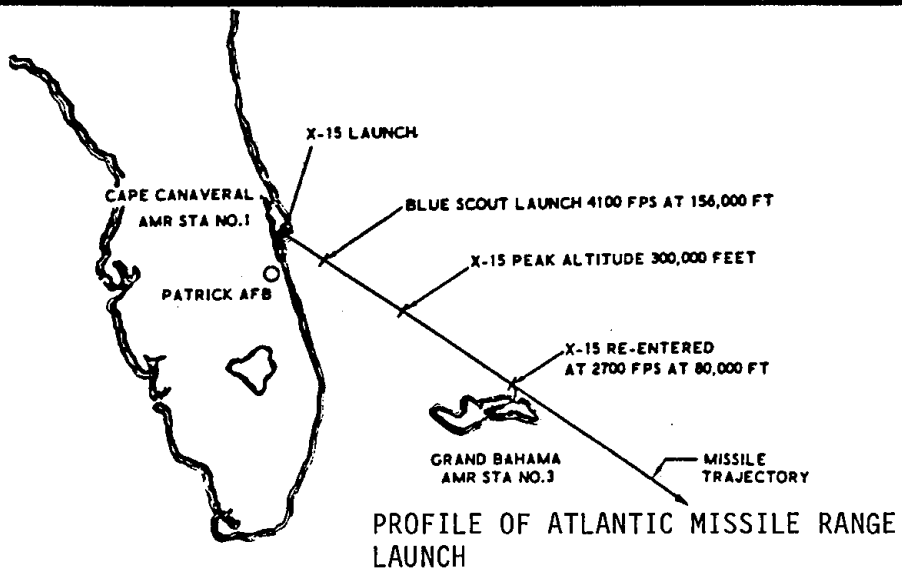 X-15 LAUNCH
CAPE CANAVERAL
AMR STA NO.1
BLUE SCOUT LAUNCH 4100 FPS AT 156,000 FT
X-15 PEAK ALTITUDE 300,000 FEET
PATRICK AFB
X-15 RE-ENTERED
AT 2700 FPS AT 80,000 FT
GRAND BAHAMA
AMR STA NO.3
MISSILE
TRAJECTORY
PROFILE OF ATLANTIC MISSILE RANGE
LAUNCH